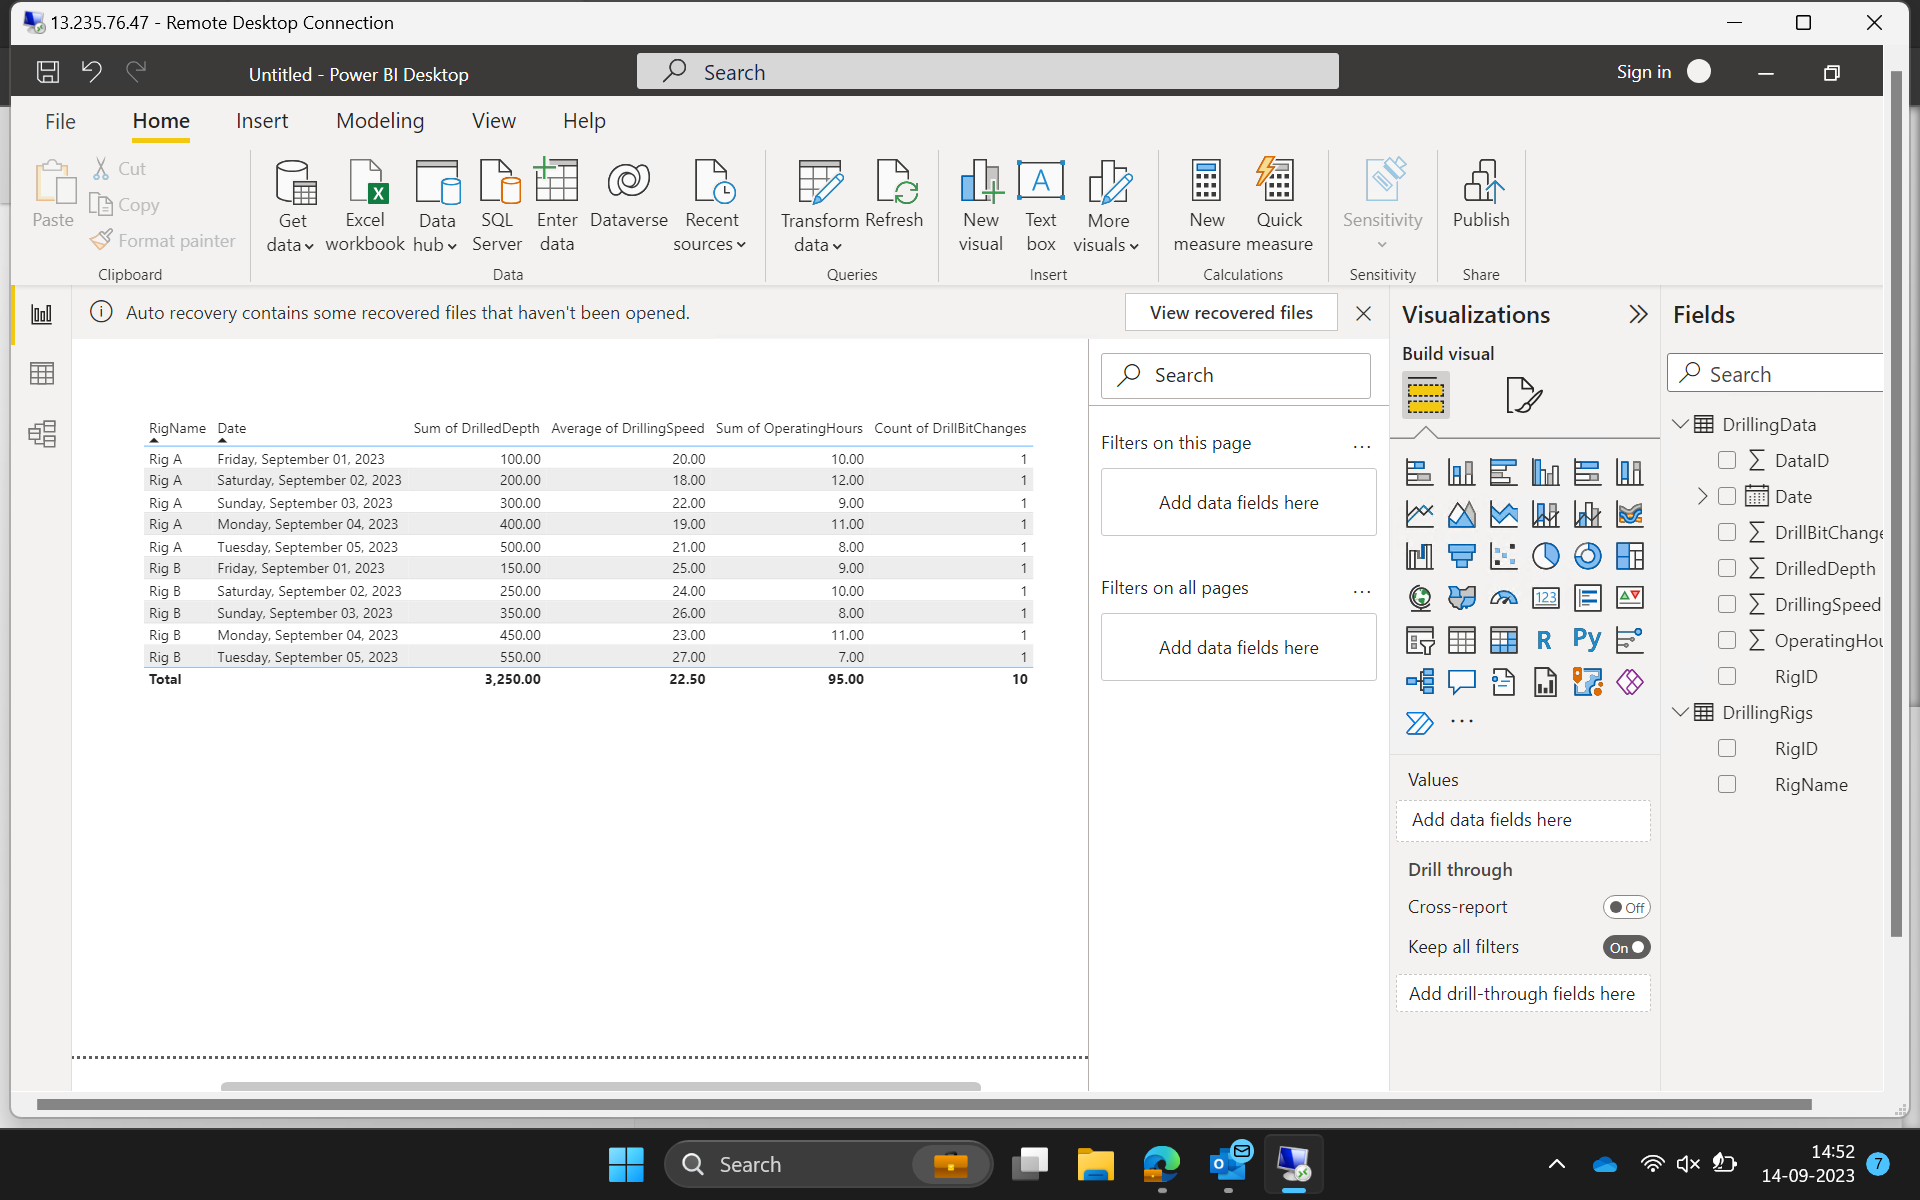 13.235.76.47 - Remote Desktop Connection
Untitled - Power BI Desktop
Search
Sign in
File Home Insert Modeling View Help
Paste
Cut
Copy
Format painter
Clipboard
Get data
Excel workbook
Data hub
SQL Server
Enter data
Dataverse
Recent sources
Data
Transform data
Refresh
Queries
New visual
Text box
More visuals
Insert
New measure
Quick measure
Calculations
Sensitivity
Sensitivity
Publish
Share
Auto recovery contains some recovered files that haven't been opened.
View recovered files
RigName Date Sum of DrilledDepth Average of DrillingSpeed Sum of OperatingHours Count of DrillBitChanges
Rig A Friday, September 01, 2023 100.00 20.00 10.00 1
Rig A Saturday, September 02, 2023 200.00 18.00 12.00 1
Rig A Sunday, September 03, 2023 300.00 22.00 9.00 1
Rig A Monday, September 04, 2023 400.00 19.00 11.00 1
Rig A Tuesday, September 05, 2023 500.00 21.00 8.00 1
Rig B Friday, September 01, 2023 150.00 25.00 9.00 1
Rig B Saturday, September 02, 2023 250.00 24.00 10.00 1
Rig B Sunday, September 03, 2023 350.00 26.00 8.00 1
Rig B Monday, September 04, 2023 450.00 23.00 11.00 1
Rig B Tuesday, September 05, 2023 550.00 27.00 7.00 1
Total 3,250.00 22.50 95.00 10
Search
Filters on this page ...
Add data fields here
Filters on all pages ...
Add data fields here
Visualizations
Build visual
123
R
Py
...
Values
Add data fields here
Drill through
Cross-report Off
Keep all filters On
Add drill-through fields here
Fields
Search
DrillingData
DataID
Date
DrillBitChange
DrilledDepth
DrillingSpeed
OperatingHou
RigID
DrillingRigs
RigID
RigName
Search
14:52
14-09-2023
7